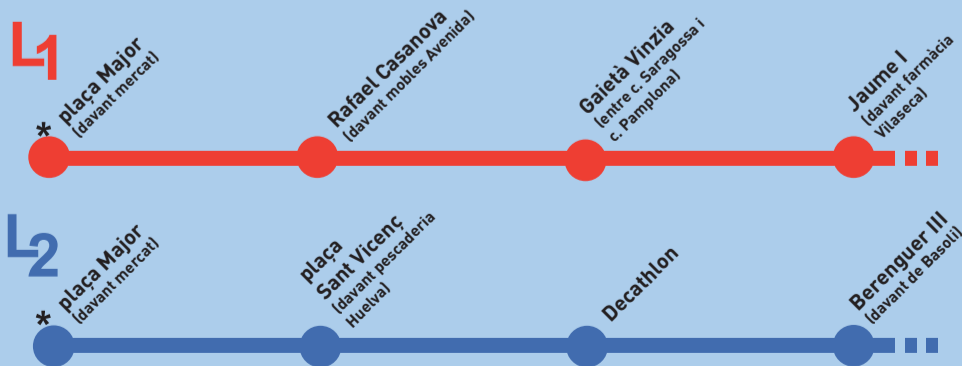 L1
* plaça Major
(davant mercat)
Rafael Casanova
(davant mobles Avenida)
Gaietà Vinzia
(entre c. Saragossa i
c. Pamplona)
Jaume I
(davant farmàcia
Vilaseca)
L2
* plaça Major
(davant mercat)
plaça
Sant Vicenç
(davant pescaderia
Huelva)
Decathlon
Berenguer III
(davant de Basoli)